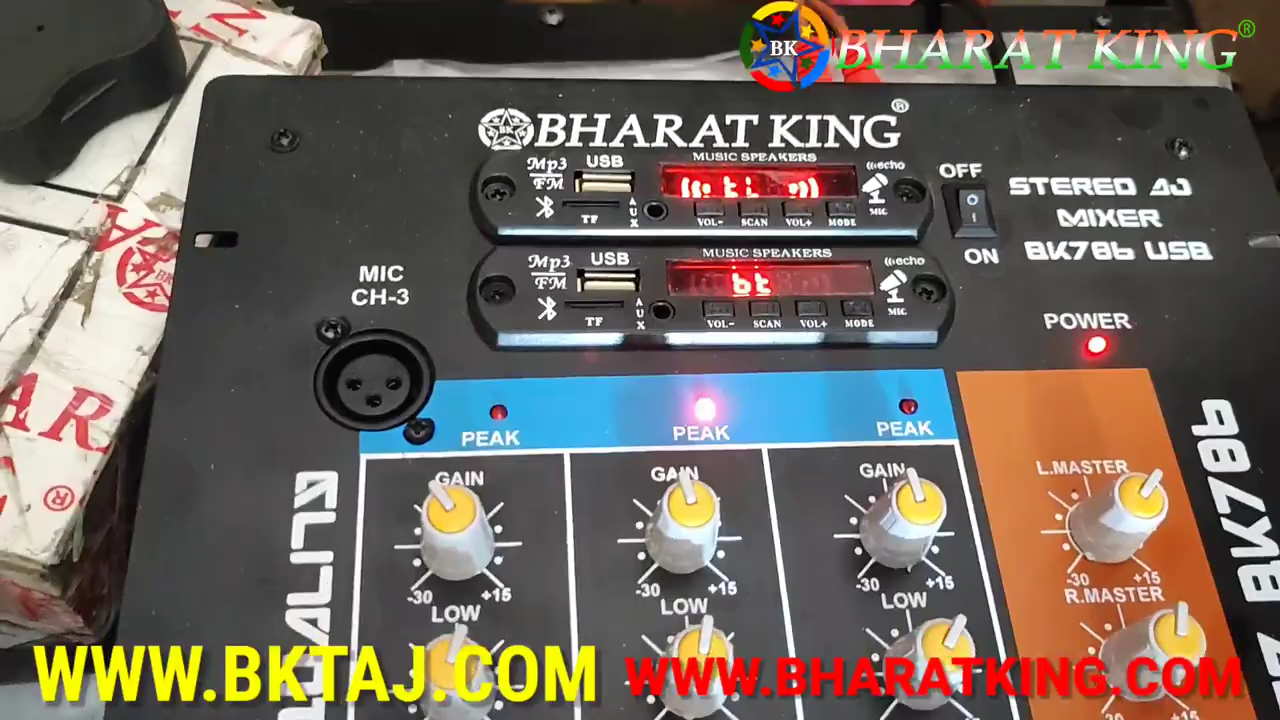 BK BHARAT KING®
BK BHARAT KING®
MUSIC SPEAKERS
Mp3
FM
USB
TF
AUX
VOL-
SCAN
VOL+
MODE
echo
MIC
OFF
ON
STEREO DJ
MIXER
BK786 USB
MUSIC SPEAKERS
Mp3
FM
USB
bt
TF
AUX
VOL-
SCAN
VOL+
MODE
echo
MIC
MIC
CH-3
POWER
PEAK
PEAK
PEAK
GAIN
GAIN
GAIN
L.MASTER
-30 +15
-30 +15
-30 +15
-30 +15
LOW
LOW
LOW
R.MASTER
BK786
WWW.BKTAJ.COM
WWW.BHARATKING.COM